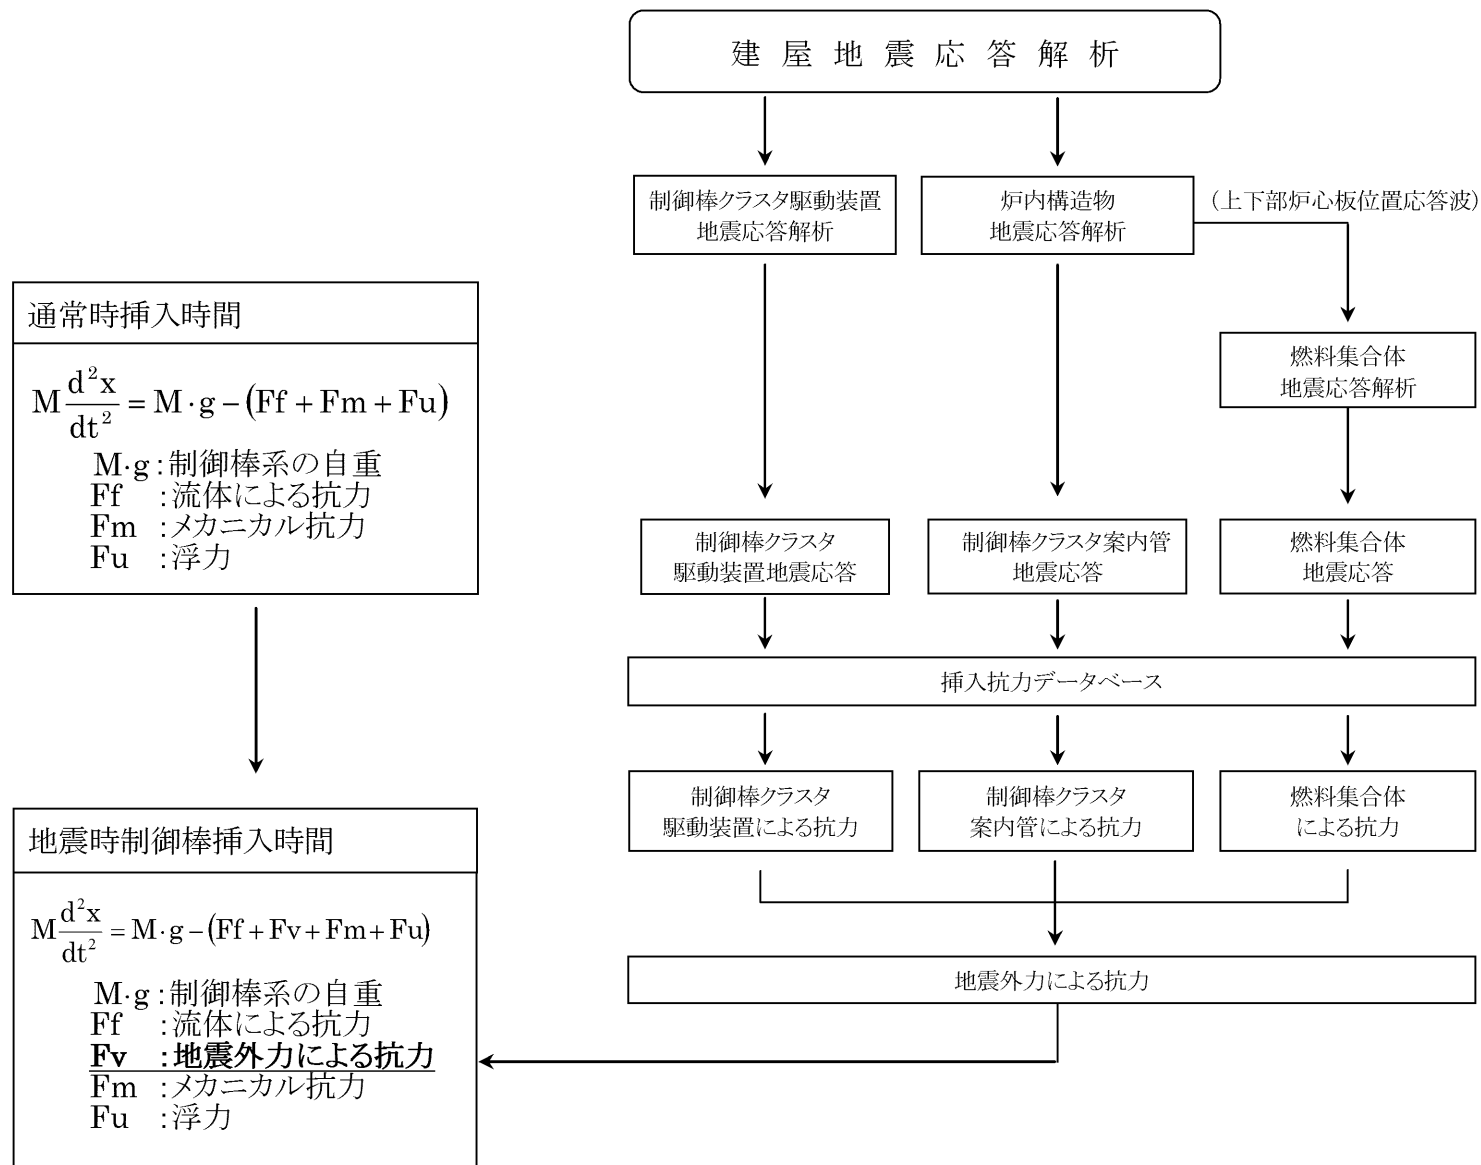 建屋地震応答解析
制御棒クラスタ駆動装置
地震応答解析
炉内構造物
地震応答解析
（上下部炉心板位置応答波）
燃料集合体
地震応答解析
通常時挿入時間
M d²x/dt² = M·g − (Ff + Fm + Fu)
M·g：制御棒系の自重
Ff ：流体による抗力
Fm ：メカニカル抗力
Fu ：浮力
制御棒クラスタ
駆動装置地震応答
制御棒クラスタ案内管
地震応答
燃料集合体
地震応答
挿入抗力データベース
制御棒クラスタ
駆動装置による抗力
制御棒クラスタ
案内管による抗力
燃料集合体
による抗力
地震外力による抗力
地震時制御棒挿入時間
M d²x/dt² = M·g − (Ff + Fv + Fm + Fu)
M·g：制御棒系の自重
Ff ：流体による抗力
Fv ：地震外力による抗力
Fm ：メカニカル抗力
Fu ：浮力